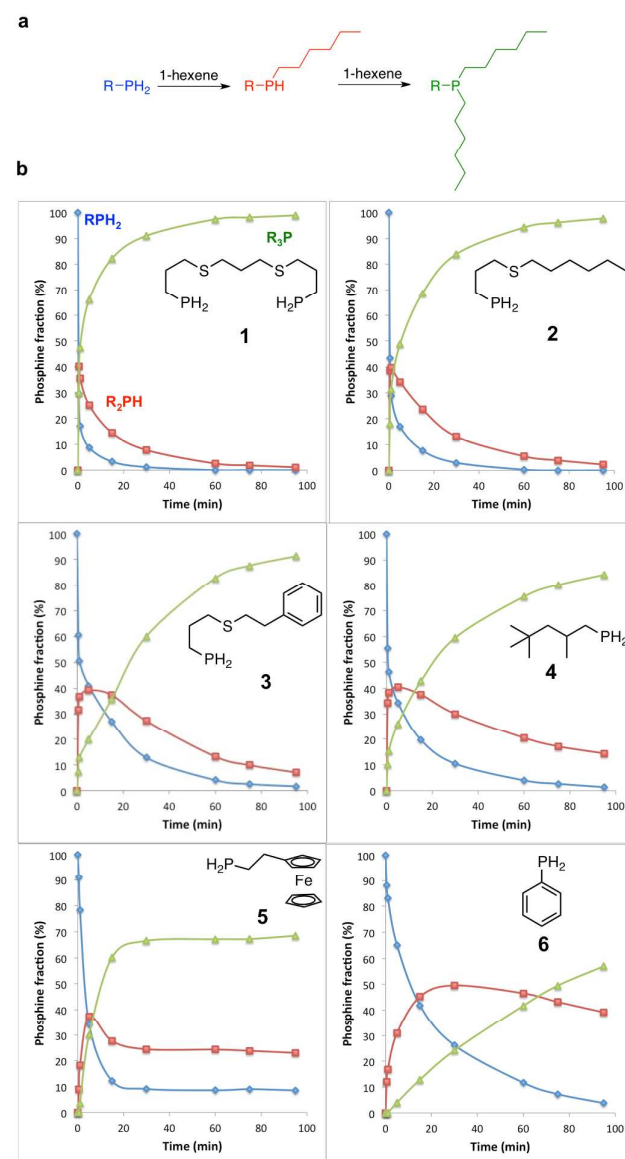 a
R–PH2
1-hexene
R–PH
1-hexene
R–P
b
100
90
80
70
60
50
40
30
20
10
0
Phosphine fraction (%)
RPH2
R3P
R2PH
S
S
PH2
H2P
1
0 20 40 60 80 100
Time (min)
100
90
80
70
60
50
40
30
20
10
0
Phosphine fraction (%)
S
PH2
2
0 20 40 60 80 100
Time (min)
100
90
80
70
60
50
40
30
20
10
0
Phosphine fraction (%)
S
PH2
3
0 20 40 60 80 100
Time (min)
100
90
80
70
60
50
40
30
20
10
0
Phosphine fraction (%)
PH2
4
0 20 40 60 80 100
Time (min)
100
90
80
70
60
50
40
30
20
10
0
Phosphine fraction (%)
H2P
Fe
5
0 20 40 60 80 100
Time (min)
100
90
80
70
60
50
40
30
20
10
0
Phosphine fraction (%)
PH2
6
0 20 40 60 80 100
Time (min)